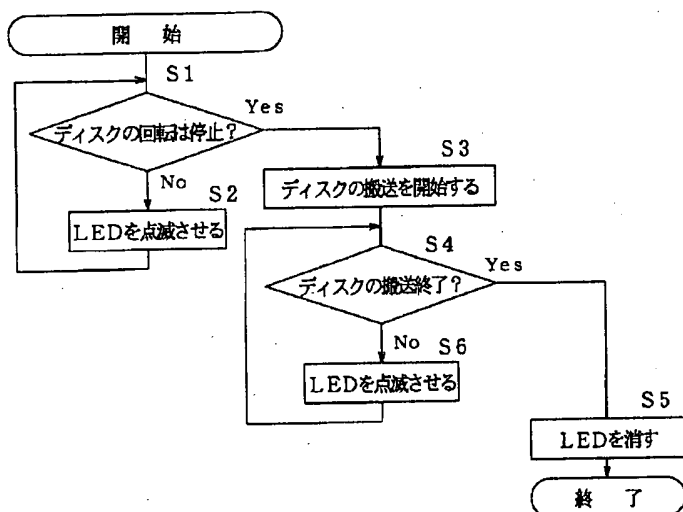 開 始
S1
Yes
ディスクの回転は停止?
No
S2
LEDを点滅させる
S3
ディスクの搬送を開始する
S4
Yes
ディスクの搬送終了?
No
S6
LEDを点滅させる
S5
LEDを消す
終 了